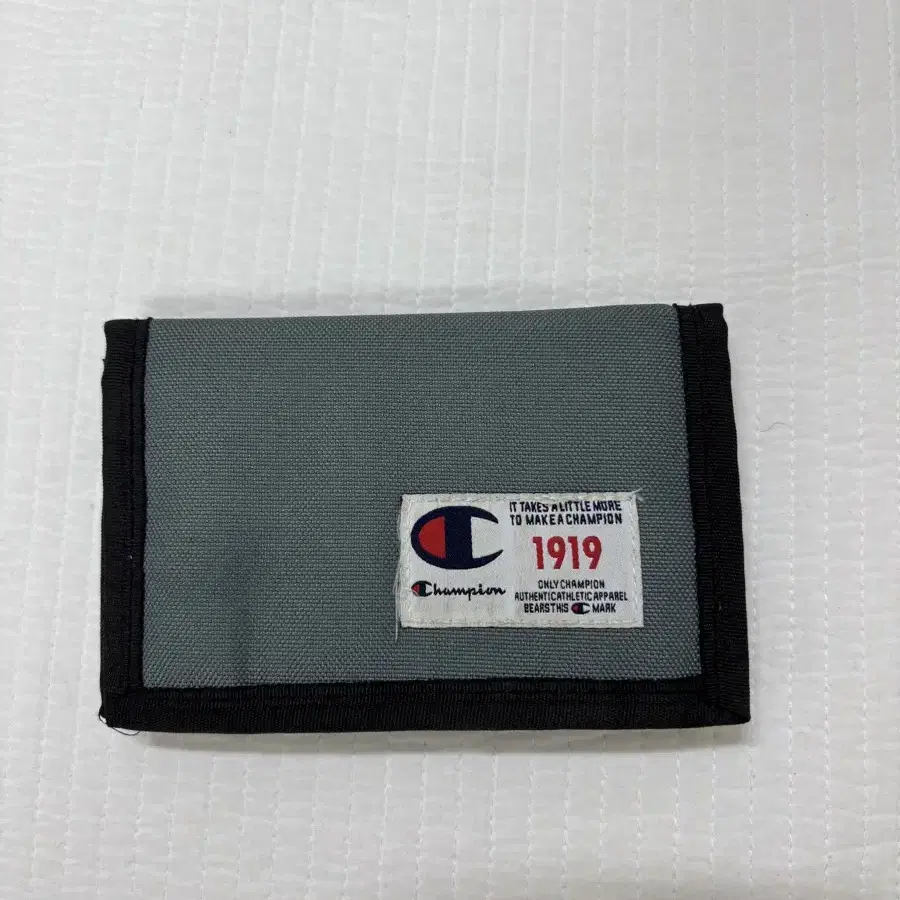 IT TAKES A LITTLE MORE
TO MAKE A CHAMPION
1919
Champion
ONLY CHAMPION
AUTHENTIC ATHLETIC APPAREL
BEARS THIS C MARK